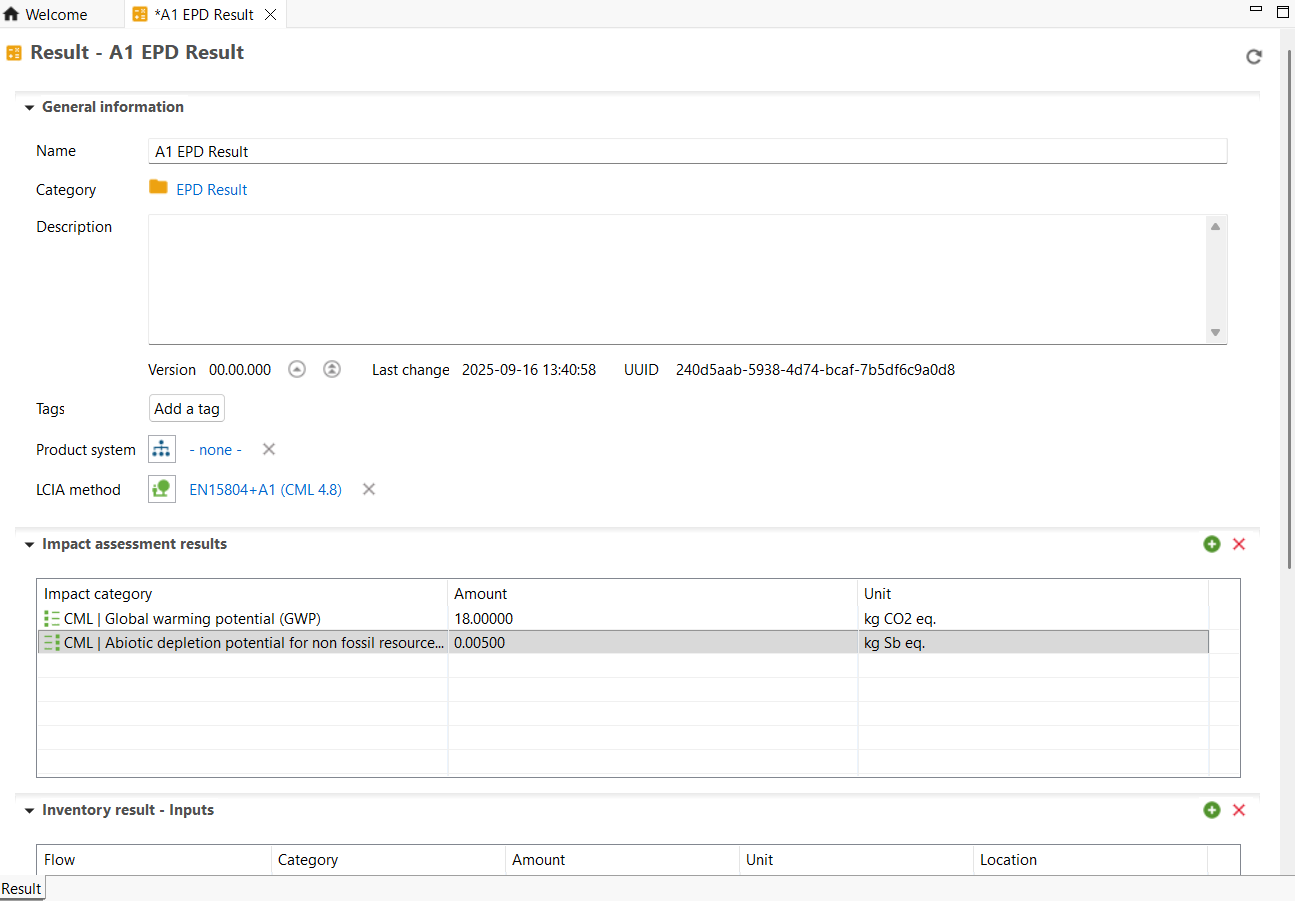 Welcome
*A1 EPD Result
Result - A1 EPD Result
General information
Name A1 EPD Result
Category EPD Result
Description
Version 00.00.000 Last change 2025-09-16 13:40:58 UUID 240d5aab-5938-4d74-bcaf-7b5df6c9a0d8
Tags Add a tag
Product system - none -
LCIA method EN15804+A1 (CML 4.8)
Impact assessment results
Impact category Amount Unit
CML | Global warming potential (GWP) 18.00000 kg CO2 eq.
CML | Abiotic depletion potential for non fossil resource... 0.00500 kg Sb eq.
Inventory result - Inputs
Flow Category Amount Unit Location
Result